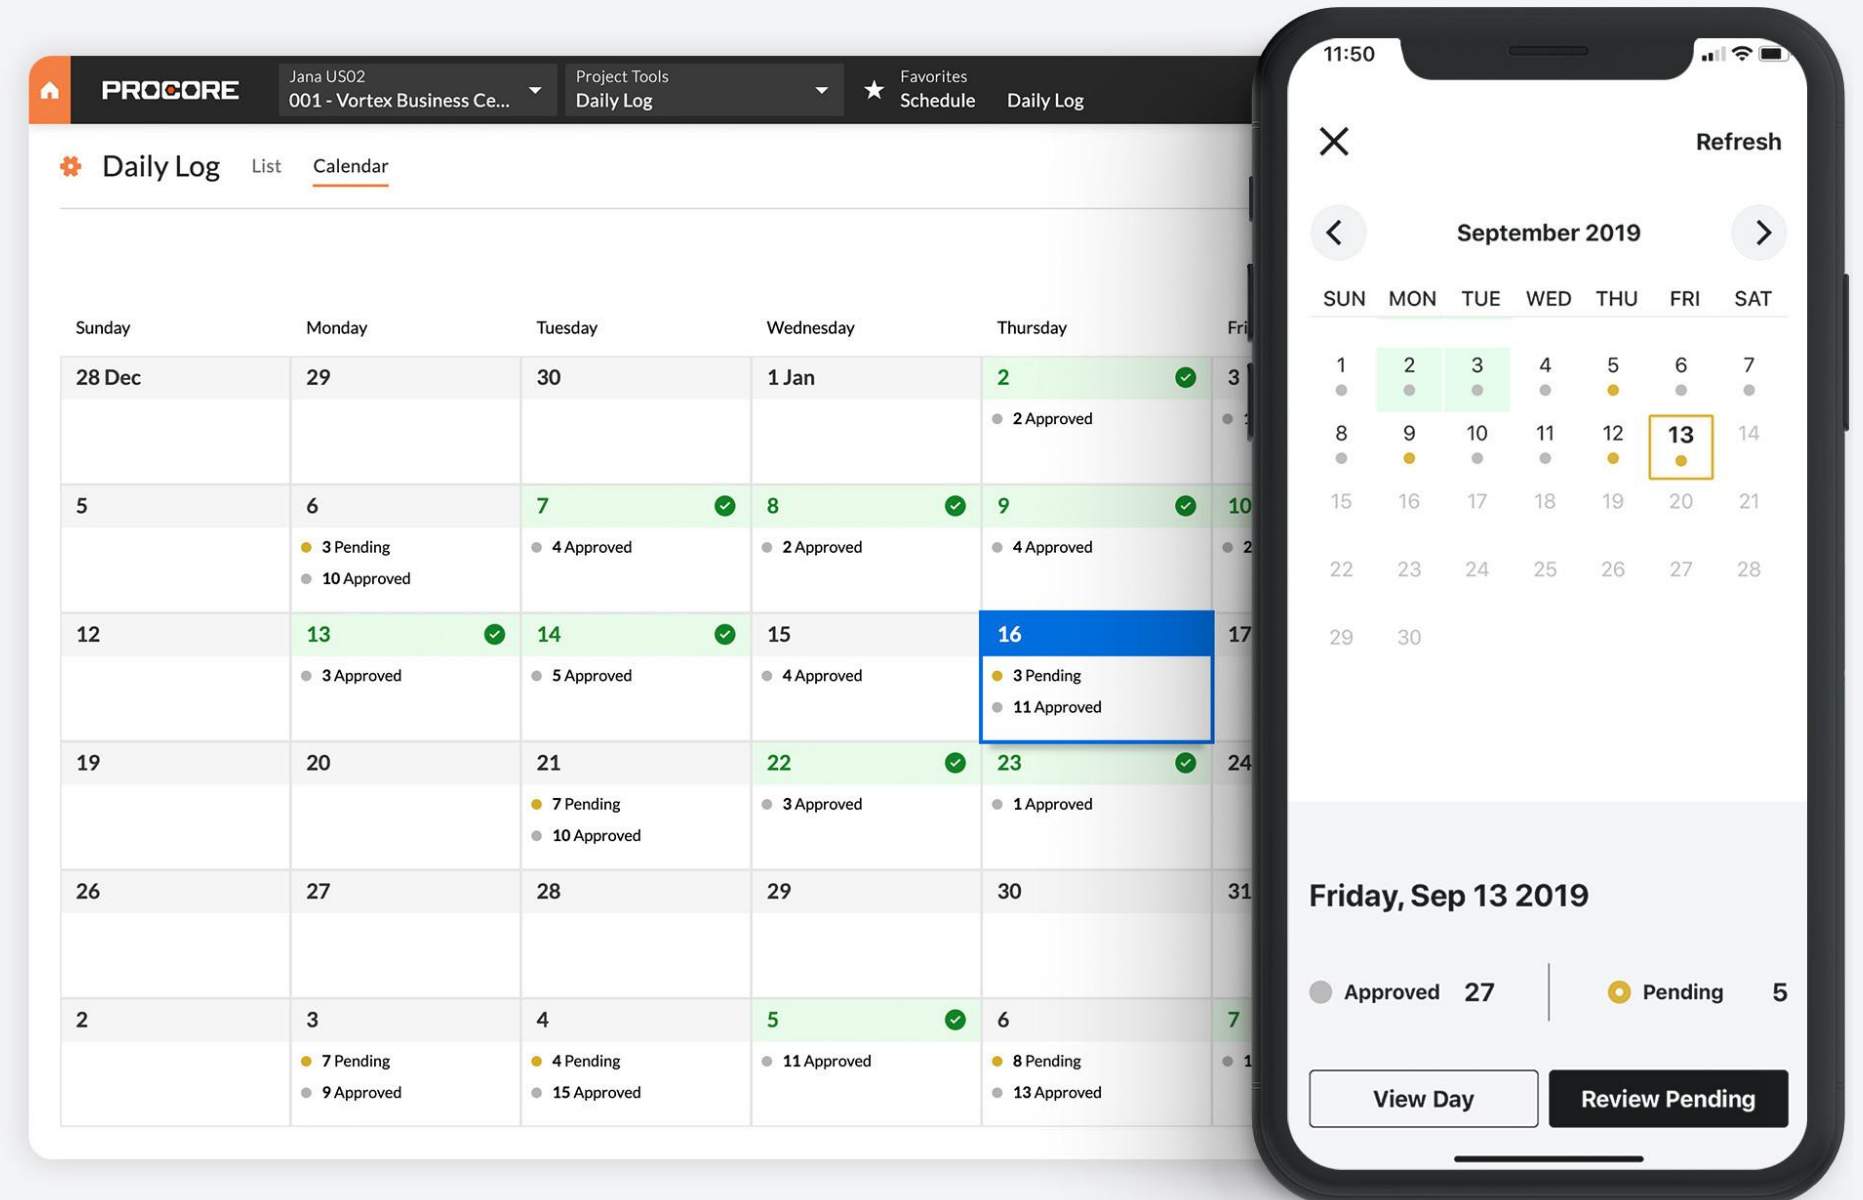 PROCORE
Jana US02
001 - Vortex Business Ce...
Project Tools
Daily Log
Favorites
Schedule Daily Log
Daily Log List Calendar
Sunday Monday Tuesday Wednesday Thursday
28 Dec 29 30 1 Jan 2 3
2 Approved
5 6 7 8 9 10
3 Pending 4 Approved 2 Approved 4 Approved 2
10 Approved
12 13 14 15 16 17
3 Approved 5 Approved 4 Approved 3 Pending
11 Approved
19 20 21 22 23 24
7 Pending 3 Approved 1 Approved
10 Approved
26 27 28 29 30 31
2 3 4 5 6 7
7 Pending 4 Pending 11 Approved 8 Pending 1
9 Approved 15 Approved 13 Approved
11:50
Refresh
September 2019
SUN MON TUE WED THU FRI SAT
1 2 3 4 5 6 7
8 9 10 11 12 13 14
15 16 17 18 19 20 21
22 23 24 25 26 27 28
29 30
Friday, Sep 13 2019
Approved 27 Pending 5
View Day Review Pending